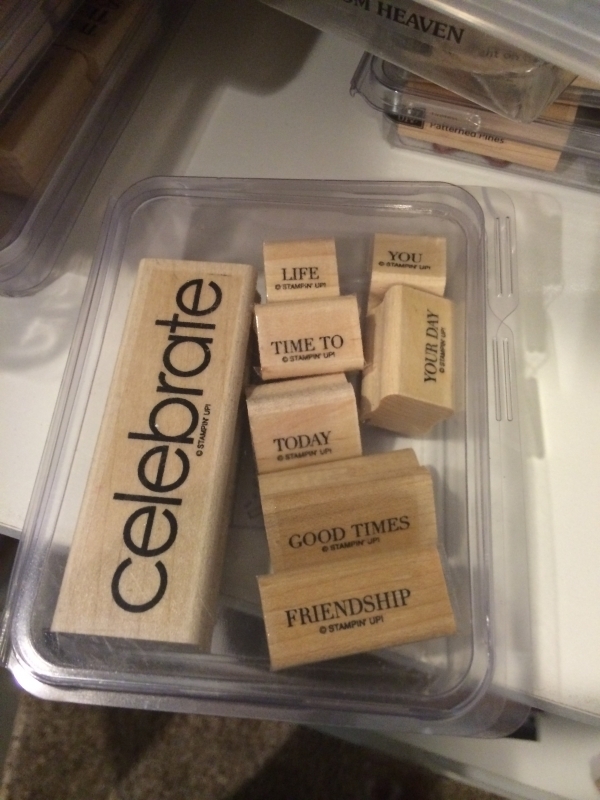 OM HEAVEN
Patterned Pines
celebrate
© STAMPIN' UP!
LIFE
© STAMPIN' UP!
YOU
© STAMPIN' UP!
TIME TO
© STAMPIN' UP!
YOUR DAY
© STAMPIN' UP!
TODAY
© STAMPIN' UP!
GOOD TIMES
© STAMPIN' UP!
FRIENDSHIP
© STAMPIN' UP!